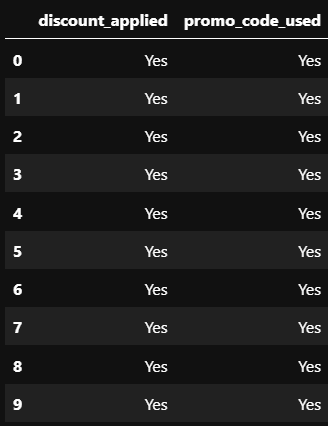 discount_applied promo_code_used
0 Yes Yes
1 Yes Yes
2 Yes Yes
3 Yes Yes
4 Yes Yes
5 Yes Yes
6 Yes Yes
7 Yes Yes
8 Yes Yes
9 Yes Yes